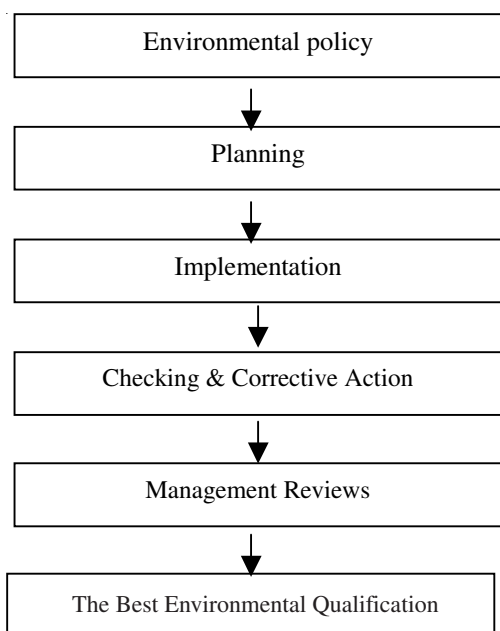 Environmental policy
Planning
Implementation
Checking & Corrective Action
Management Reviews
The Best Environmental Qualification